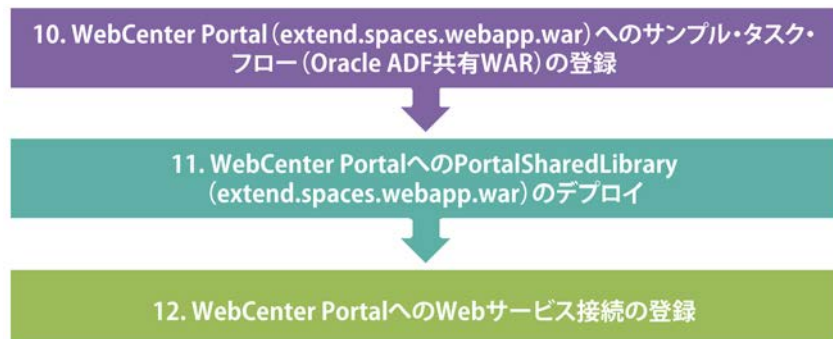 10. WebCenter Portal（extend.spaces.webapp.war）へのサンプル・タスク・
フロー（Oracle ADF共有WAR）の登録
11. WebCenter PortalへのPortalSharedLibrary
（extend.spaces.webapp.war）のデプロイ
12. WebCenter PortalへのWebサービス接続の登録